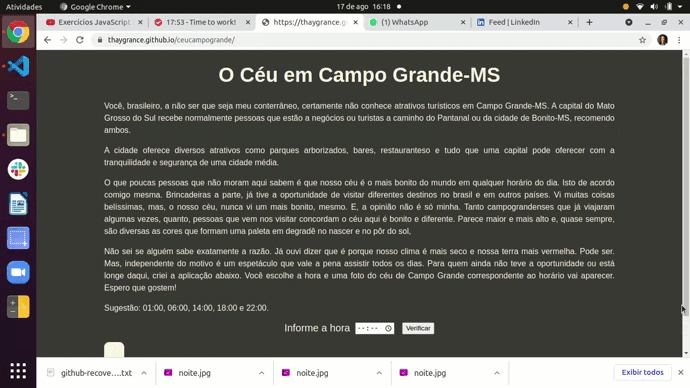 Atividades
Google Chrome
17 de ago 16:18
Exercícios JavaScript.
17:53 - Time to work!
https://thaygrance.gi
(1) WhatsApp
Feed | LinkedIn
thaygrance.github.io/ceucampogrande/
O Céu em Campo Grande-MS
Você, brasileiro, a não ser que seja meu conterrâneo, certamente não conhece atrativos turísticos em Campo Grande-MS. A capital do Mato
Grosso do Sul recebe normalmente pessoas que estão a negócios ou turistas a caminho do Pantanal ou da cidade de Bonito-MS, recomendo
ambos.
A cidade oferece diversos atrativos como parques arborizados, bares, restauranteso e tudo que uma capital pode oferecer com a
tranquilidade e segurança de uma cidade média.
O que poucas pessoas que não moram aqui sabem é que nosso céu é o mais bonito do mundo em qualquer horário do dia. Isto de acordo
comigo mesma. Brincadeiras a parte, já tive a oportunidade de visitar diferentes destinos no brasil e em outros países. Vi muitas coisas
belíssimas, mas, o nosso céu, nunca vi um mais bonito, mesmo. E, a opinião não é só minha. Tanto campograndenses que já viajaram
algumas vezes, quanto, pessoas que vem nos visitar concordam o céu aqui é bonito e diferente. Parece maior e mais alto e, quase sempre,
são diversas as cores que formam uma paleta em degradê no nascer e no pôr do sol,
Não sei se alguém sabe exatamente a razão. Já ouvi dizer que é porque nosso clima é mais seco e nossa terra mais vermelha. Pode ser.
Mas, independente do motivo é um espetáculo que vale a pena assistir todos os dias. Para quem ainda não teve a oportunidade ou está
longe daqui, criei a aplicação abaixo. Você escolhe a hora e uma foto do céu de Campo Grande correspondente ao horário vai aparecer.
Espero que gostem!
Sugestão: 01:00, 06:00, 14:00, 18:00 e 22:00.
Informe a hora --:-- Verificar
github-recove....txt
noite.jpg
noite.jpg
noite.jpg
Exibir todos